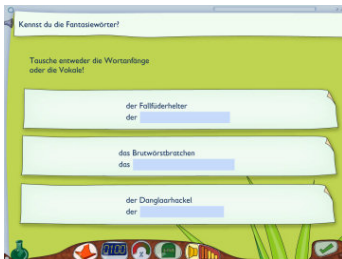 Kennst du die Fantasiewörter?
Tausche entweder die Wortanfänge
oder die Vokale!
der Fallfüderhelter
der
das Brutwörstbratchen
das
der Danglaarhackel
der